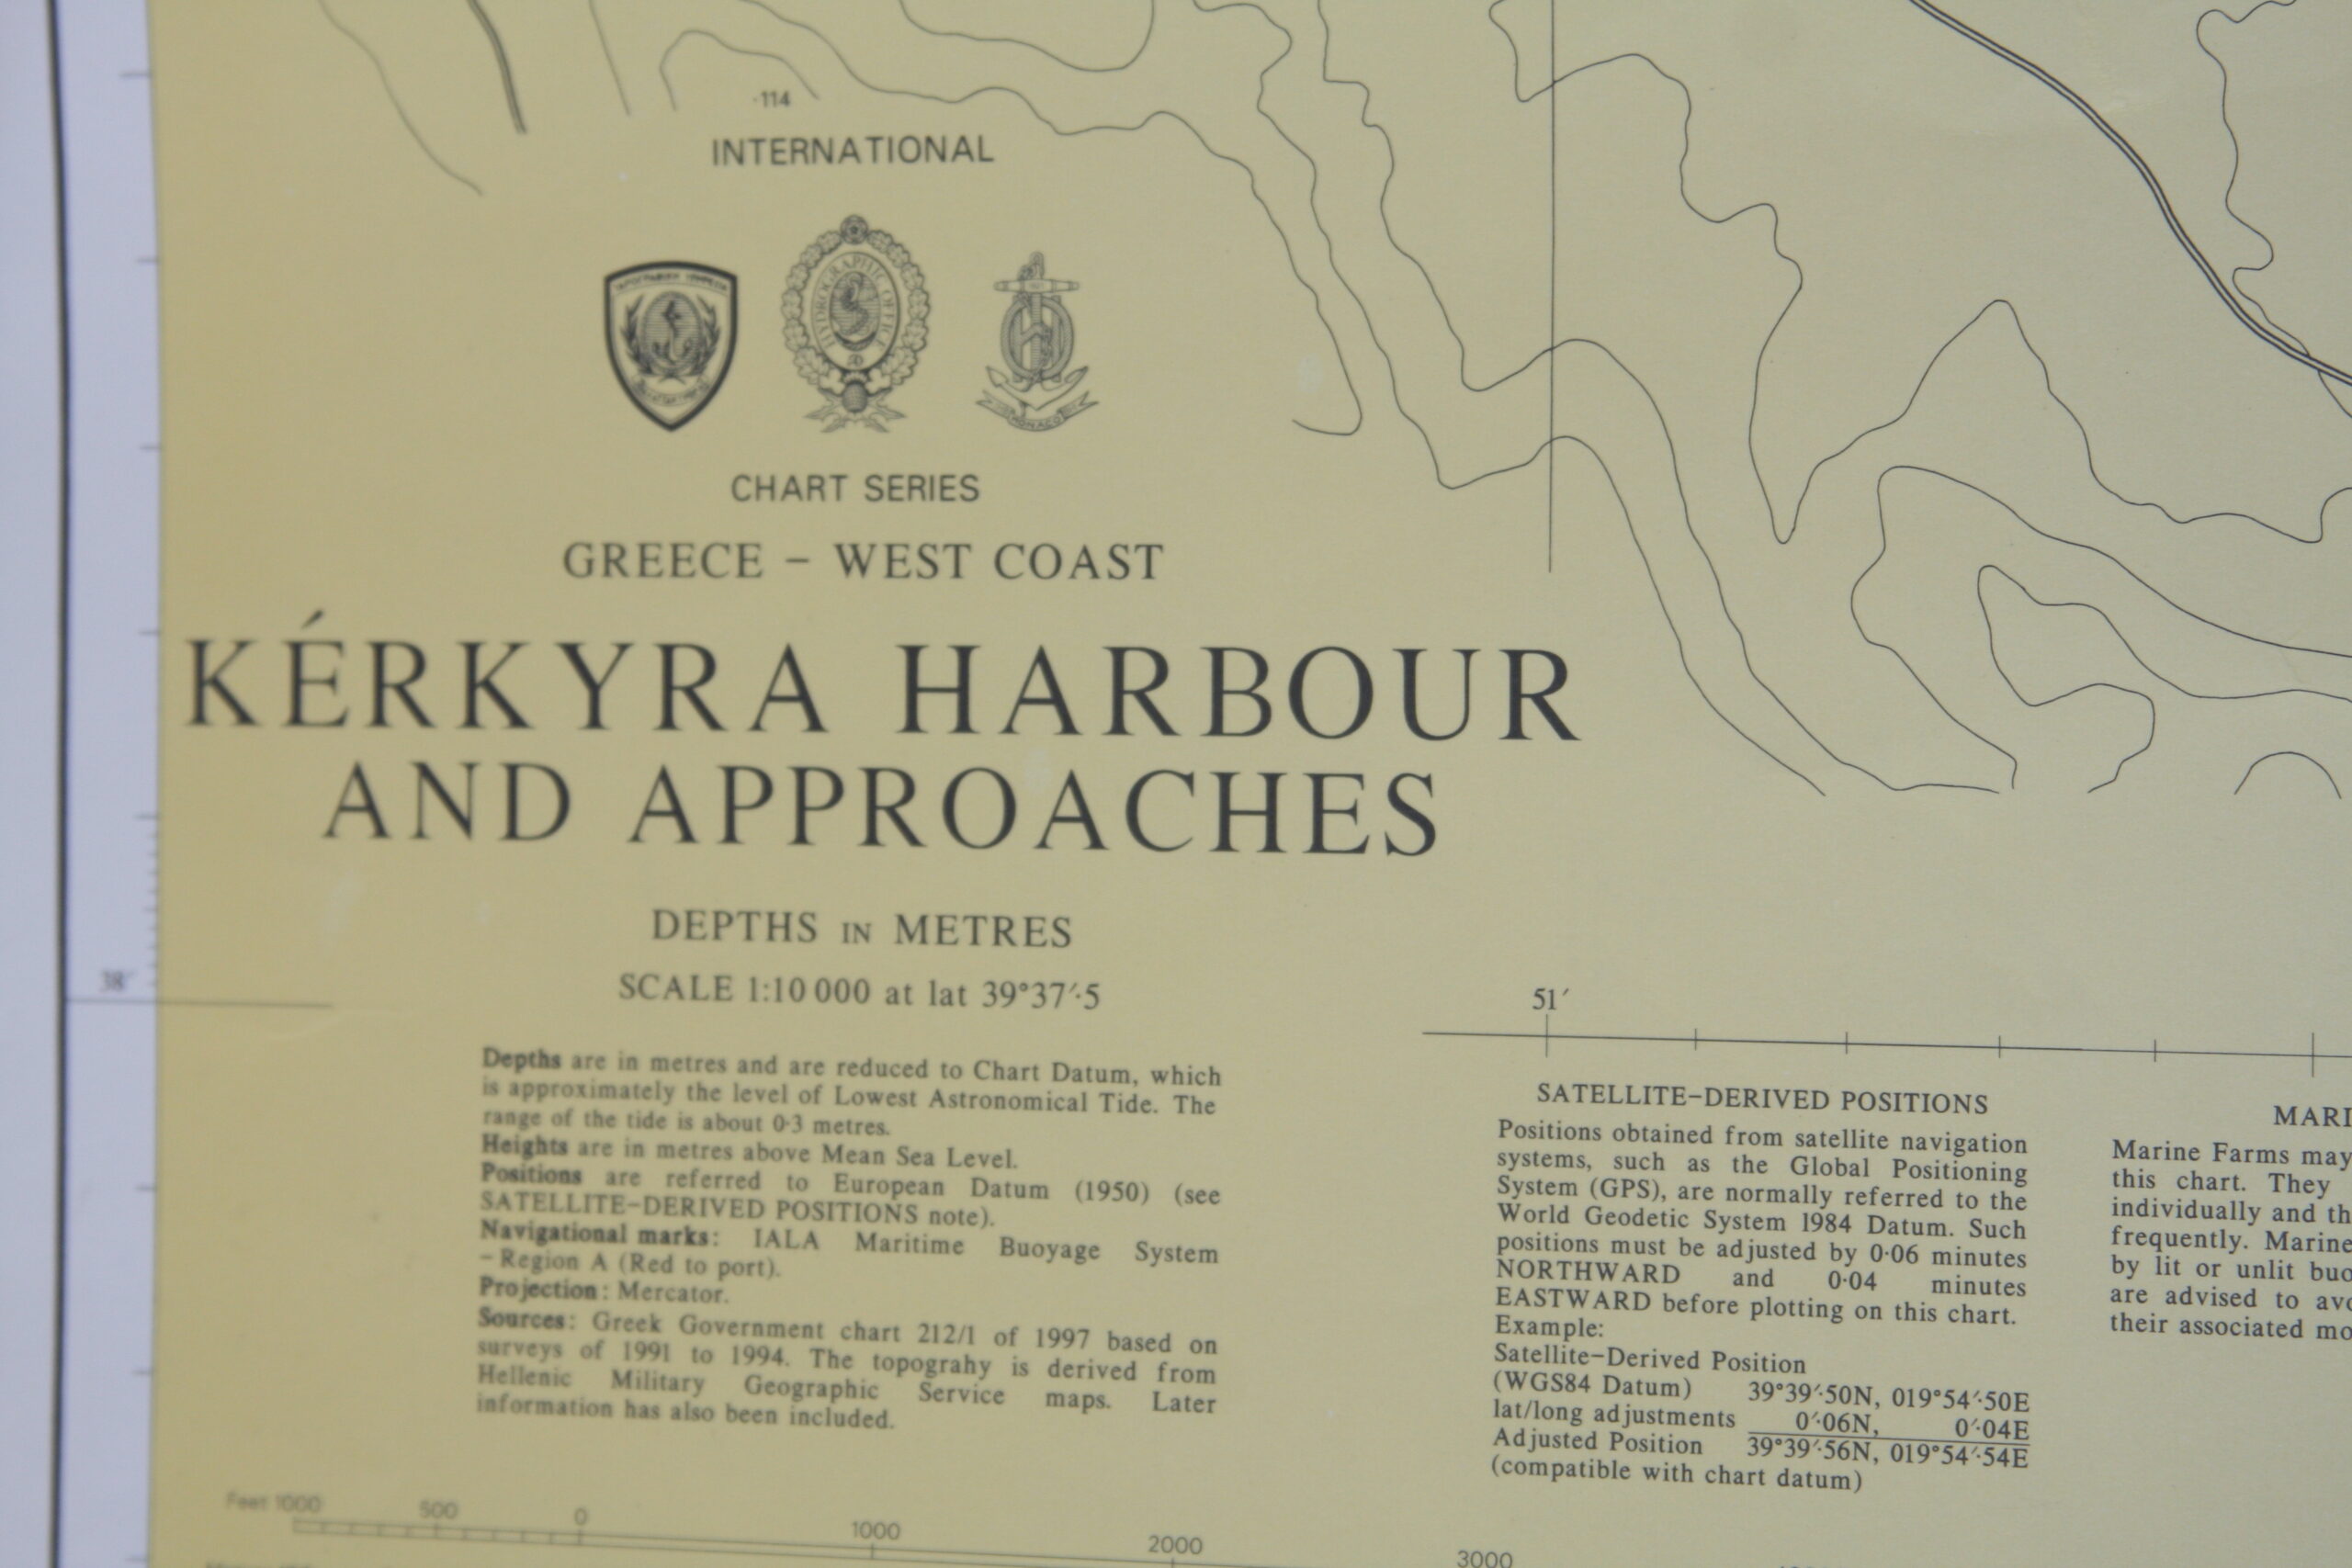 ·114
INTERNATIONAL
HYDROGRAPHIC OFFICE
MONACO
CHART SERIES
GREECE – WEST COAST
KÉRKYRA HARBOUR
AND APPROACHES
DEPTHS IN METRES
SCALE 1:10 000 at lat 39°37′·5
38′
Depths are in metres and are reduced to Chart Datum, which
is approximately the level of Lowest Astronomical Tide. The
range of the tide is about 0·3 metres.
Heights are in metres above Mean Sea Level.
Positions are referred to European Datum (1950) (see
SATELLITE–DERIVED POSITIONS note).
Navigational marks: IALA Maritime Buoyage System
– Region A (Red to port).
Projection: Mercator.
Sources: Greek Government chart 212/1 of 1997 based on
surveys of 1991 to 1994. The topograhy is derived from
Hellenic Military Geographic Service maps. Later
information has also been included.
51′
SATELLITE–DERIVED POSITIONS
Positions obtained from satellite navigation
systems, such as the Global Positioning
System (GPS), are normally referred to the
World Geodetic System 1984 Datum. Such
positions must be adjusted by 0·06 minutes
NORTHWARD and 0·04 minutes
EASTWARD before plotting on this chart.
Example:
Satellite–Derived Position
(WGS84 Datum) 39°39′·50N, 019°54′·50E
lat/long adjustments 0′·06N, 0′·04E
Adjusted Position 39°39′·56N, 019°54′·54E
(compatible with chart datum)
MARI
Marine Farms may
this chart. They
individually and th
frequently. Marine
by lit or unlit buo
are advised to avo
their associated mo
Feet 1000 500 0 1000 2000 3000